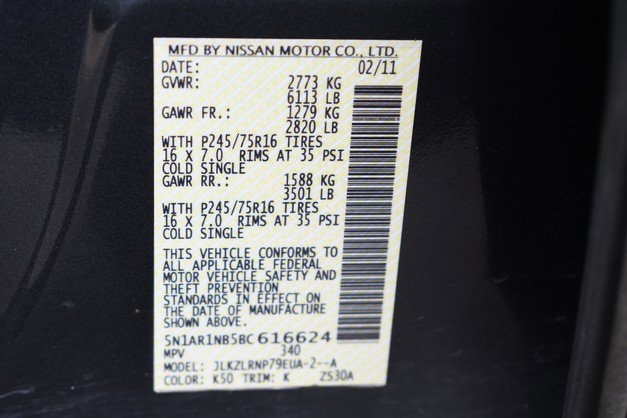 MFD BY NISSAN MOTOR CO., LTD.
DATE: 02/11
GVWR: 2773 KG
6113 LB
GAWR FR.: 1279 KG
2820 LB
WITH P245/75R16 TIRES
16 X 7.0 RIMS AT 35 PSI
COLD SINGLE
GAWR RR.: 1588 KG
3501 LB
WITH P245/75R16 TIRES
16 X 7.0 RIMS AT 35 PSI
COLD SINGLE
THIS VEHICLE CONFORMS TO
ALL APPLICABLE FEDERAL
MOTOR VEHICLE SAFETY AND
THEFT PREVENTION
STANDARDS IN EFFECT ON
THE DATE OF MANUFACTURE
SHOWN ABOVE.
5N1AR1NB5BC616624
MPV 340
MODEL: JLKZLRNP79EUA-2--A
COLOR: K50 TRIM: K ZS30A